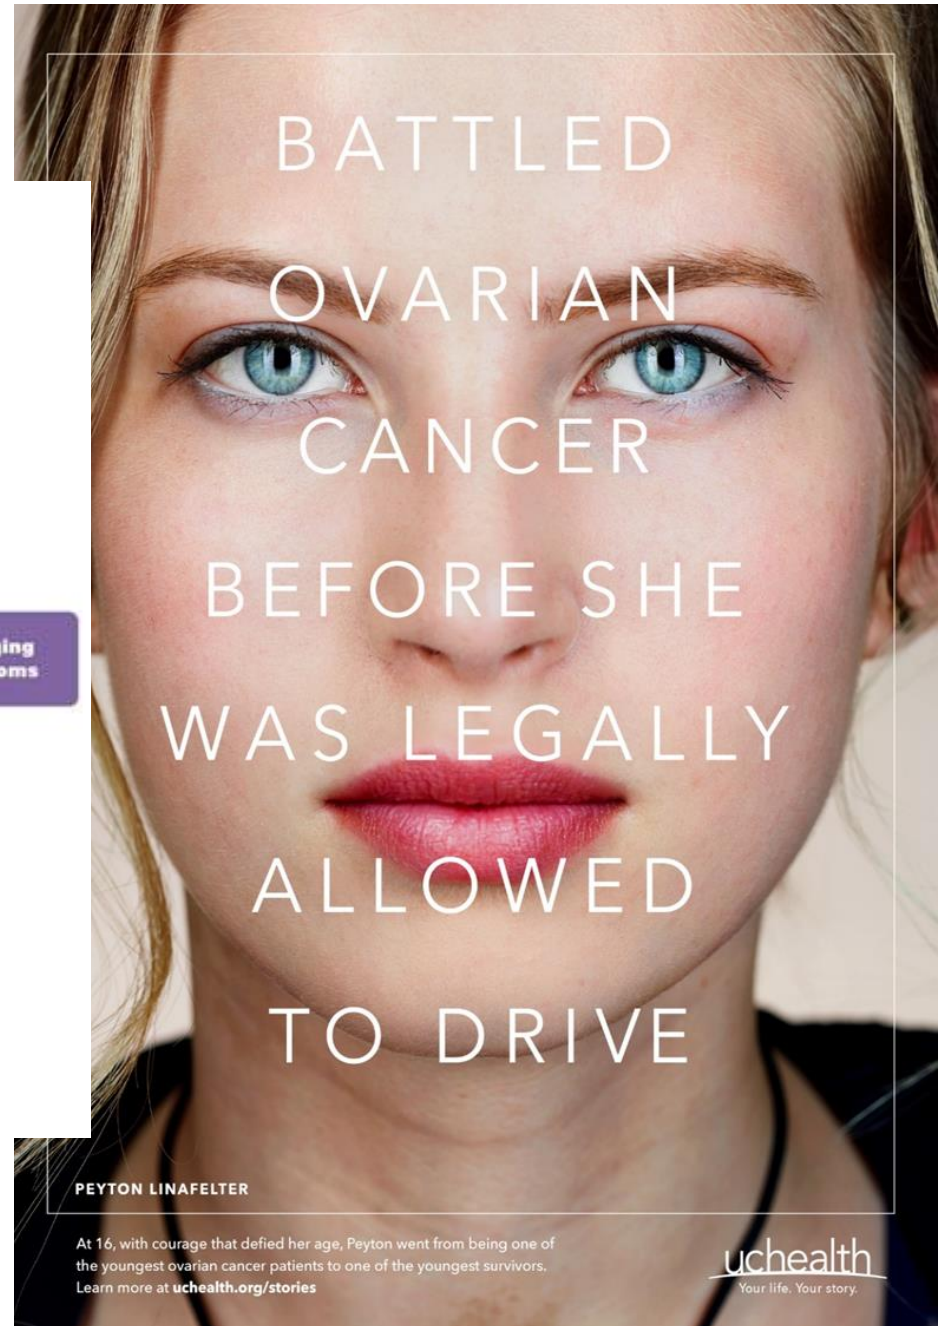 BATTLED
OVARIAN
CANCER
BEFORE SHE
WAS LEGALLY
ALLOWED
TO DRIVE
PEYTON LINAFELTER
At 16, with courage that defied her age, Peyton went from being one of
the youngest ovarian cancer patients to one of the youngest survivors.
Learn more at uchealth.org/stories
uchealth
Your life. Your story.